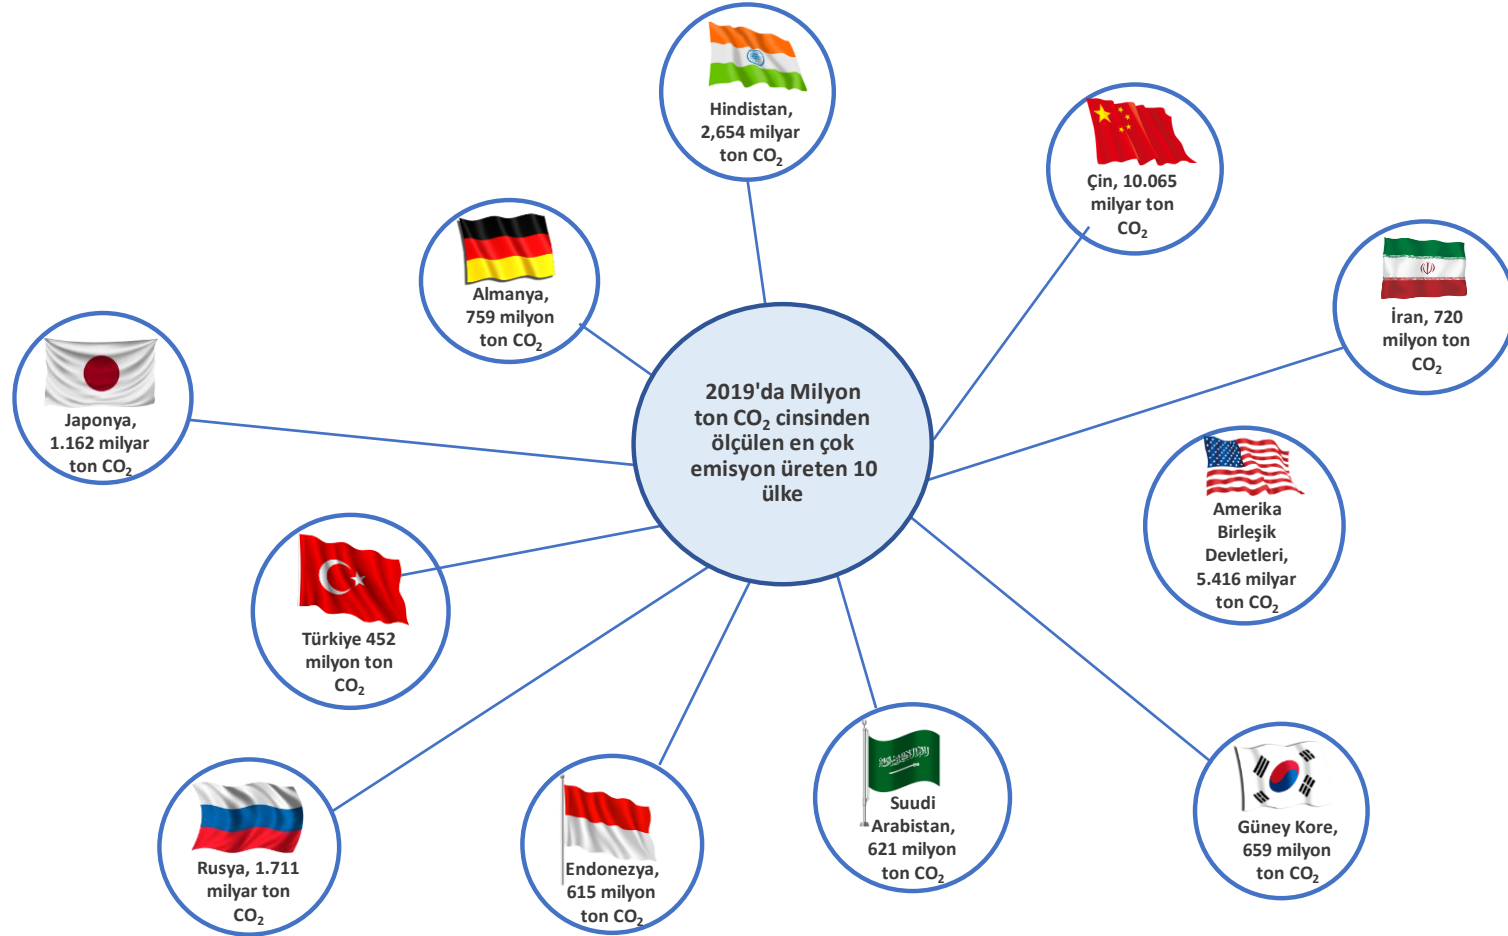 Hindistan,
2,654 milyar
ton CO₂
Çin, 10.065
milyar ton
CO₂
Almanya,
759 milyon
ton CO₂
İran, 720
milyon ton
CO₂
Japonya,
1.162 milyar
ton CO₂
2019'da Milyon
ton CO₂ cinsinden
ölçülen en çok
emisyon üreten 10
ülke
Amerika
Birleşik
Devletleri,
5.416 milyar
ton CO₂
Türkiye 452
milyon ton
CO₂
Rusya, 1.711
milyar ton
CO₂
Endonezya,
615 milyon
ton CO₂
Suudi
Arabistan,
621 milyon
ton CO₂
Güney Kore,
659 milyon
ton CO₂